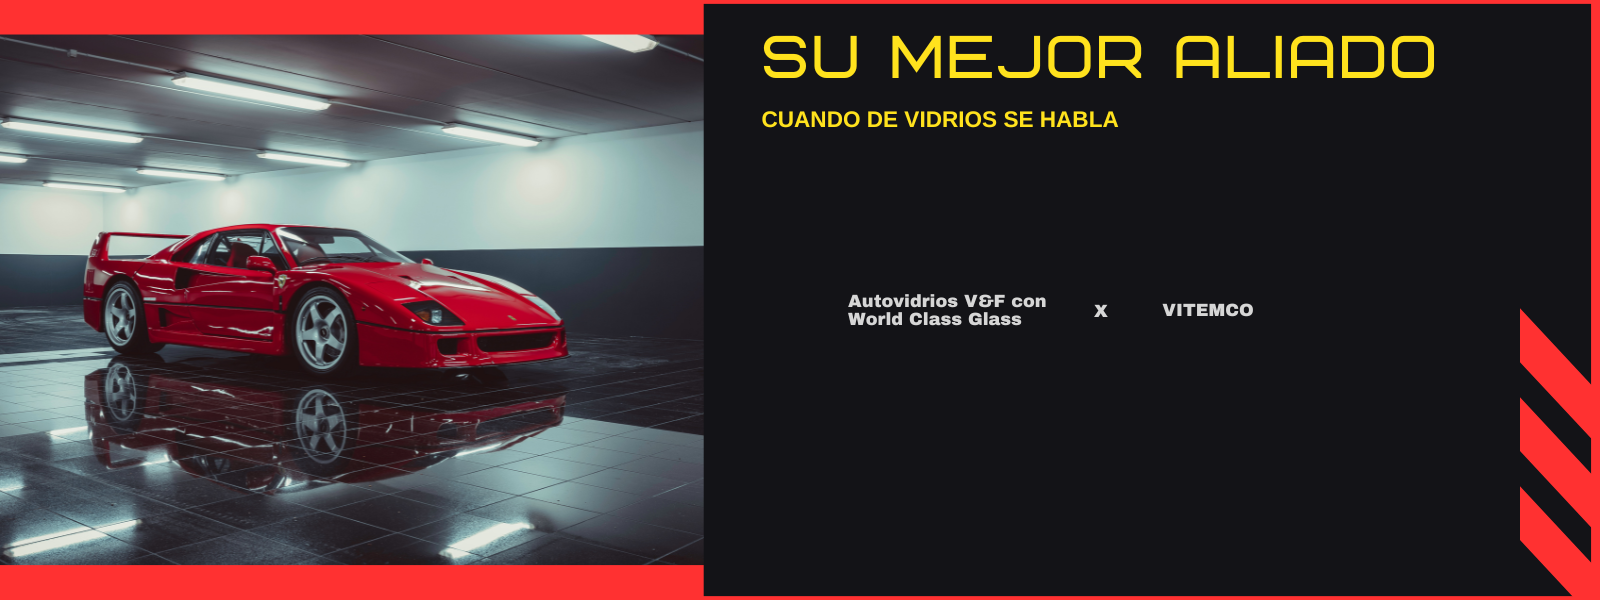 SU MEJOR ALIADO
CUANDO DE VIDRIOS SE HABLA
Autovidrios V&F con
World Class Glass
X
VITEMCO